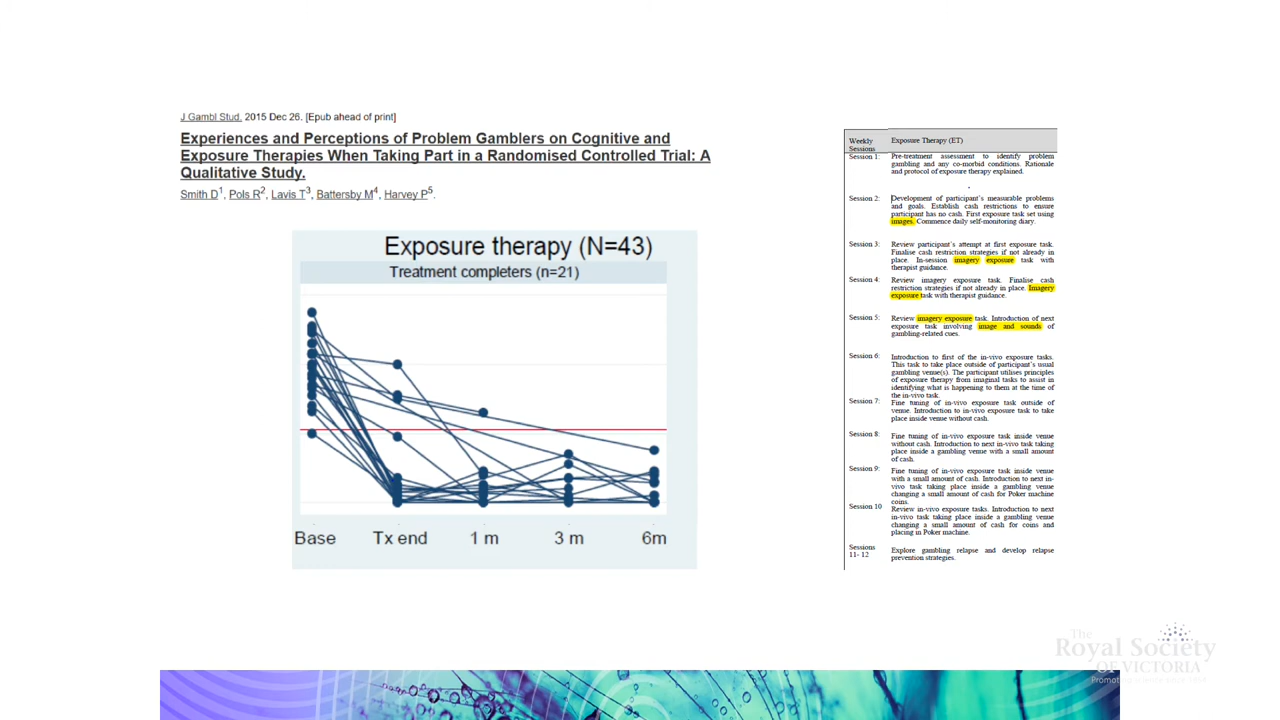 J Gambl Stud. 2015 Dec 26. [Epub ahead of print]
Experiences and Perceptions of Problem Gamblers on Cognitive and
Exposure Therapies When Taking Part in a Randomised Controlled Trial: A
Qualitative Study.
Smith D1, Pols R2, Lavis T3, Battersby M4, Harvey P5.
Exposure therapy (N=43)
Treatment completers (n=21)
Base Tx end 1 m 3 m 6m
Weekly Sessions Exposure Therapy (ET)
Session 1: Pre-treatment assessment to identify problem
gambling and any co-morbid conditions. Rationale
and protocol of exposure therapy explained.
Session 2: Development of participant's measurable problems
and goals. Establish cash restrictions to ensure
participant has no cash. First exposure task set using
images. Commence daily self-monitoring diary.
Session 3: Review participant's attempt at first exposure task.
Finalise cash restriction strategies if not already in
place. In-session imagery exposure task with
therapist guidance.
Session 4: Review imagery exposure task. Finalise cash
restriction strategies if not already in place. Imagery
exposure task with therapist guidance.
Session 5: Review imagery exposure task. Introduction of next
exposure task involving image and sounds of
gambling-related cues.
Session 6: Introduction to first of the in-vivo exposure tasks.
This task to take place outside of participant's usual
gambling venue(s). The participant utilises principles
of exposure therapy from imaginal tasks to assist in
identifying what is happening to them at the time of
the in-vivo task.
Session 7: Fine tuning of in-vivo exposure task outside of
venue. Introduction to in-vivo exposure task to take
place inside venue without cash.
Session 8: Fine tuning of in-vivo exposure task inside venue
without cash. Introduction to next in-vivo task taking
place inside a gambling venue with a small amount
of cash.
Session 9: Fine tuning of in-vivo exposure task inside venue
with a small amount of cash. Introduction to next in-
vivo task taking place inside a gambling venue
changing a small amount of cash for Poker machine
coins.
Session 10 Review in-vivo exposure tasks. Introduction to next
in-vivo task taking place inside a gambling venue
changing a small amount of cash for coins and
placing in Poker machine.
Sessions 11- 12 Explore gambling relapse and develop relapse
prevention strategies.
The
Royal Society
OF VICTORIA